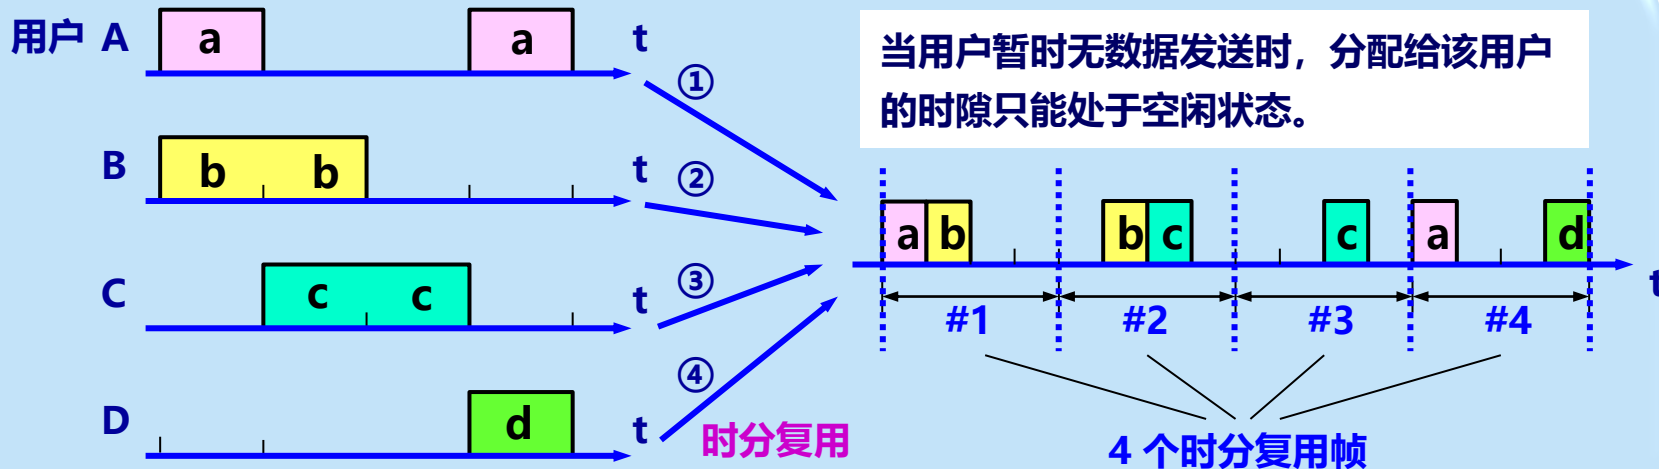 用户 A a a t
①
当用户暂时无数据发送时，分配给该用户
的时隙只能处于空闲状态。
B b b t
②
a b b c c a d
t
C c c t
③
#1 #2 #3 #4
④
D d t
时分复用
4 个时分复用帧